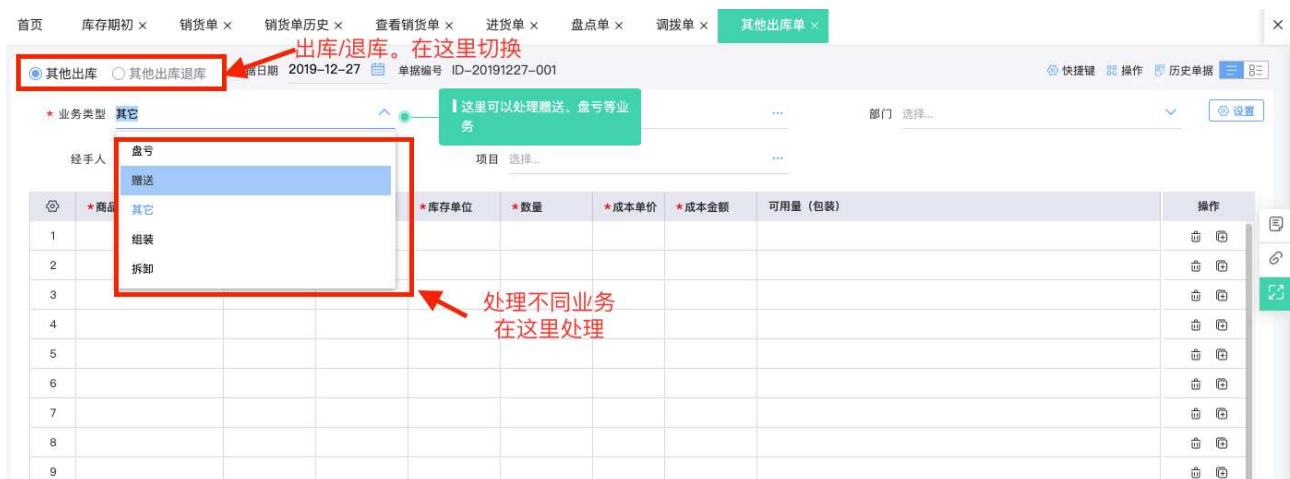 首页 库存期初 × 销货单 × 销货单历史 × 查看销货单 × 进货单 × 盘点单 × 调拨单 × 其他出库单 × ×
出库/退库。在这里切换
其他出库 其他出库退库 据日期 2019-12-27 单据编号 ID-20191227-001 快捷键 操作 历史单据
* 业务类型 其它 ... 部门 选择... 设置
这里可以处理赠送、盘亏等业
务
经手人 项目 选择... ...
盘亏
赠送
其它
组装
拆卸
*商品 *库存单位 *数量 *成本单价 *成本金额 可用量（包装） 操作
1
2
3
4
5
6
7
8
9
处理不同业务
在这里处理